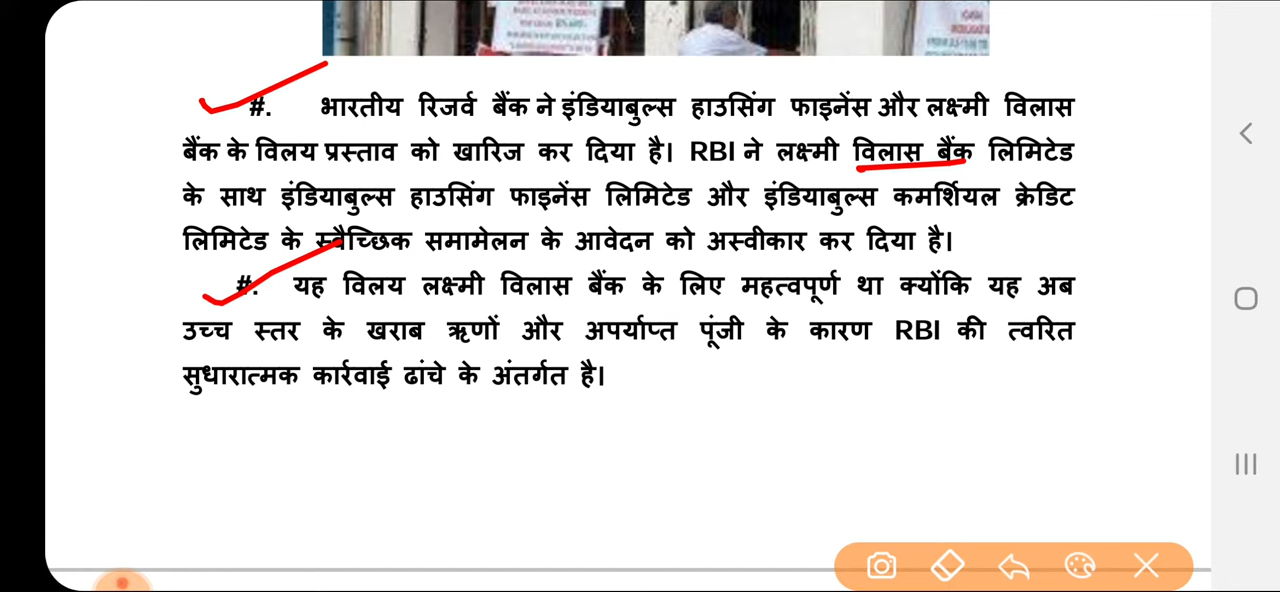 #. भारतीय रिजर्व बैंक ने इंडियाबुल्स हाउसिंग फाइनेंस और लक्ष्मी विलास
बैंक के विलय प्रस्ताव को खारिज कर दिया है। RBI ने लक्ष्मी विलास बैंक लिमिटेड
के साथ इंडियाबुल्स हाउसिंग फाइनेंस लिमिटेड और इंडियाबुल्स कमर्शियल क्रेडिट
लिमिटेड के स्वैच्छिक समामेलन के आवेदन को अस्वीकार कर दिया है।
#. यह विलय लक्ष्मी विलास बैंक के लिए महत्वपूर्ण था क्योंकि यह अब
उच्च स्तर के खराब ऋणों और अपर्याप्त पूंजी के कारण RBI की त्वरित
सुधारात्मक कार्रवाई ढांचे के अंतर्गत है।